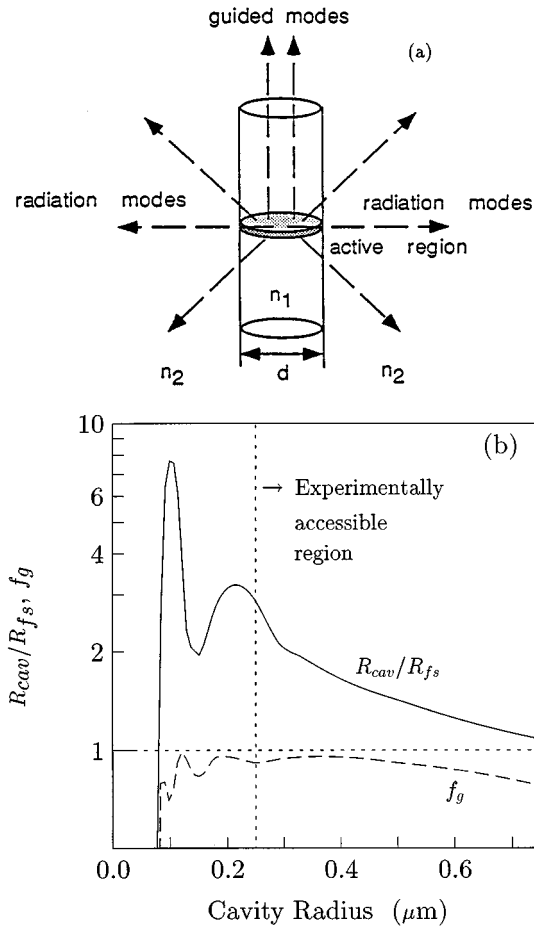 guided modes
(a)
radiation modes
radiation modes
active region
n1
n2
d
n2
(b)
10
8
6
4
2
1
→ Experimentally
accessible
region
Rcav/Rfs
fg
Rcav/Rfs, fg
0.0 0.2 0.4 0.6
Cavity Radius (μm)